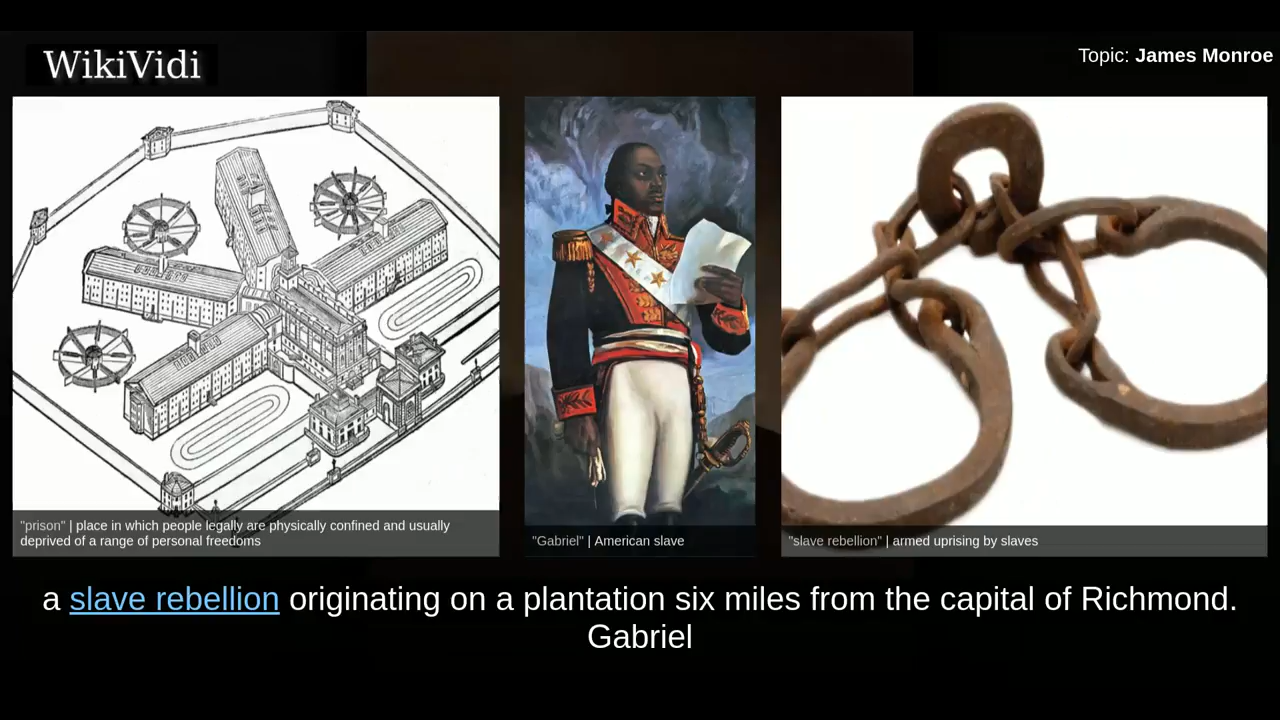 WikiVidi
Topic: James Monroe
"prison" | place in which people legally are physically confined and usually
deprived of a range of personal freedoms
"Gabriel" | American slave
"slave rebellion" | armed uprising by slaves
a slave rebellion originating on a plantation six miles from the capital of Richmond.
Gabriel